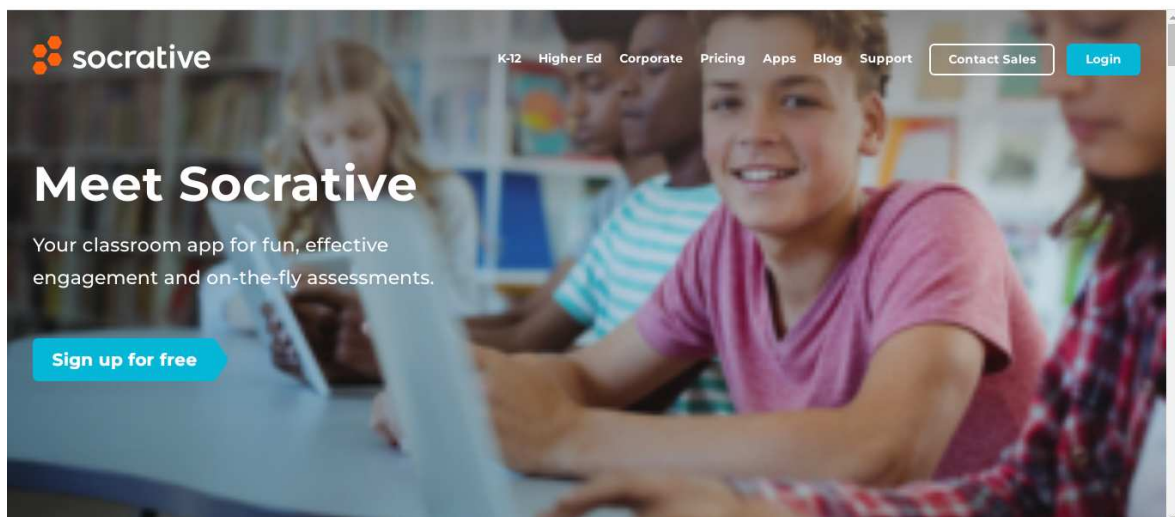 socrative
K-12 Higher Ed Corporate Pricing Apps Blog Support Contact Sales Login
Meet Socrative
Your classroom app for fun, effective
engagement and on-the-fly assessments.
Sign up for free